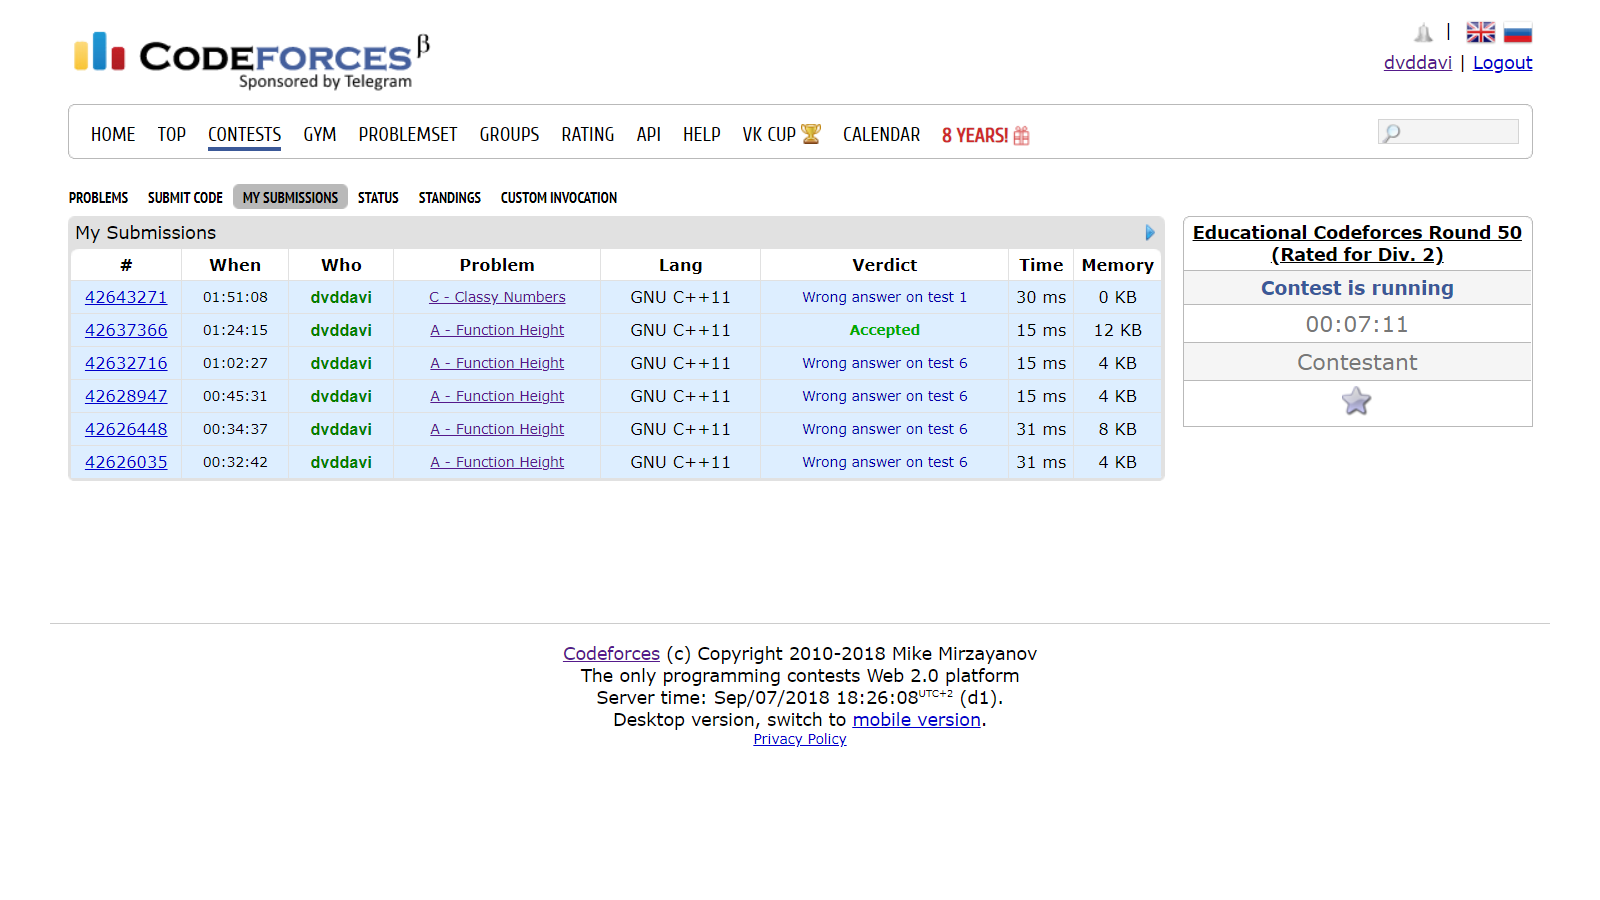 CODEFORCES β
Sponsored by Telegram
|
dvddavi | Logout
HOME TOP CONTESTS GYM PROBLEMSET GROUPS RATING API HELP VK CUP CALENDAR 8 YEARS!
PROBLEMS SUBMIT CODE MY SUBMISSIONS STATUS STANDINGS CUSTOM INVOCATION
My Submissions
# When Who Problem Lang Verdict Time Memory
42643271 01:51:08 dvddavi C - Classy Numbers GNU C++11 Wrong answer on test 1 30 ms 0 KB
42637366 01:24:15 dvddavi A - Function Height GNU C++11 Accepted 15 ms 12 KB
42632716 01:02:27 dvddavi A - Function Height GNU C++11 Wrong answer on test 6 15 ms 4 KB
42628947 00:45:31 dvddavi A - Function Height GNU C++11 Wrong answer on test 6 15 ms 4 KB
42626448 00:34:37 dvddavi A - Function Height GNU C++11 Wrong answer on test 6 31 ms 8 KB
42626035 00:32:42 dvddavi A - Function Height GNU C++11 Wrong answer on test 6 31 ms 4 KB
Educational Codeforces Round 50
(Rated for Div. 2)
Contest is running
00:07:11
Contestant
Codeforces (c) Copyright 2010-2018 Mike Mirzayanov
The only programming contests Web 2.0 platform
Server time: Sep/07/2018 18:26:08 UTC+2 (d1).
Desktop version, switch to mobile version.
Privacy Policy